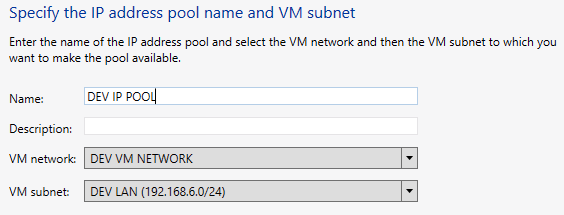 Specify the IP address pool name and VM subnet
Enter the name of the IP address pool and select the VM network and then the VM subnet to which you
want to make the pool available.
Name: DEV IP POOL
Description:
VM network: DEV VM NETWORK
VM subnet: DEV LAN (192.168.6.0/24)